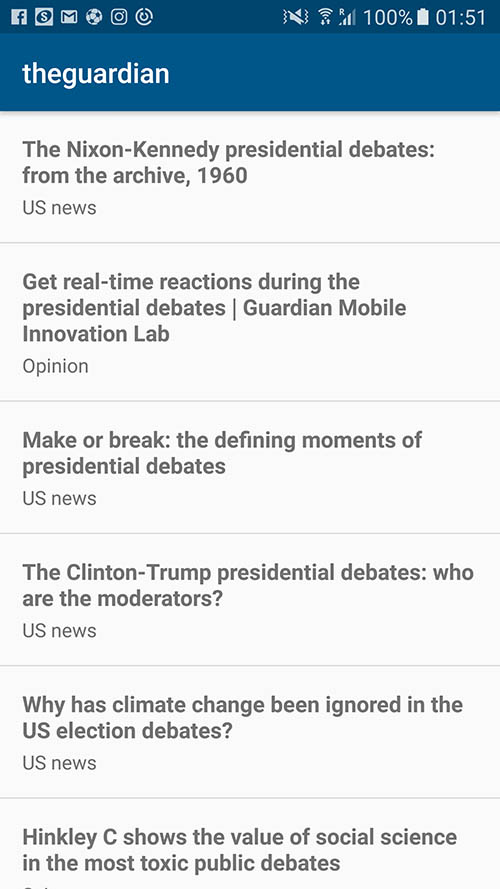 100% 01:51
theguardian
The Nixon-Kennedy presidential debates:
from the archive, 1960
US news
Get real-time reactions during the
presidential debates | Guardian Mobile
Innovation Lab
Opinion
Make or break: the defining moments of
presidential debates
US news
The Clinton-Trump presidential debates: who
are the moderators?
US news
Why has climate change been ignored in the
US election debates?
US news
Hinkley C shows the value of social science
in the most toxic public debates